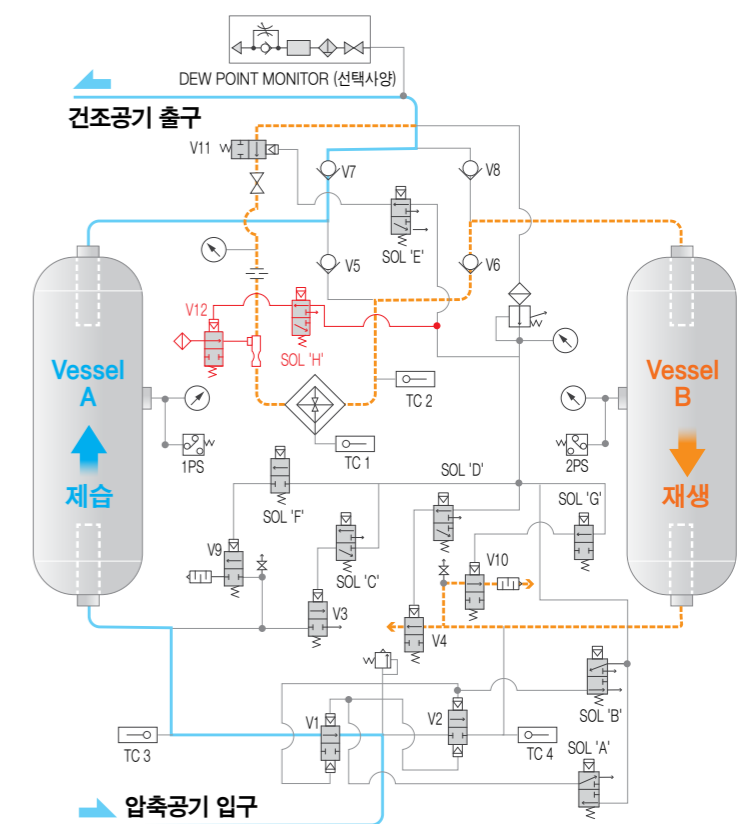 DEW POINT MONITOR (선택사양)
건조공기 출구
V11
V7
V8
SOL 'E'
V5
V6
V12
SOL 'H'
Vessel
A
제습
Vessel
B
재생
TC 2
TC 1
1PS
2PS
SOL 'D'
SOL 'F'
SOL 'G'
V9
SOL 'C'
V10
V3
V4
SOL 'B'
V1
V2
TC 3
TC 4
SOL 'A'
압축공기 입구